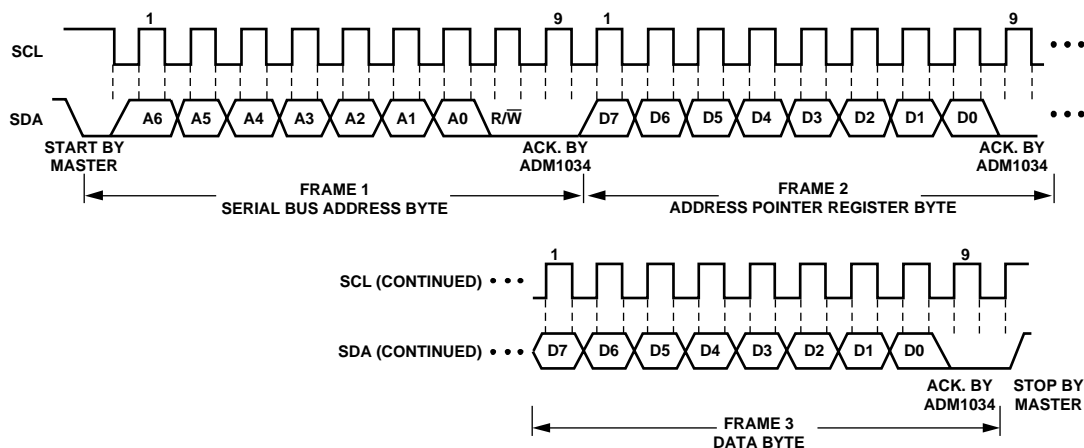 1 9 1 9
SCL
SDA A6 A5 A4 A3 A2 A1 A0 R/W̅ D7 D6 D5 D4 D3 D2 D1 D0
START BY
MASTER
ACK. BY
ADM1034
ACK. BY
ADM1034
FRAME 1
SERIAL BUS ADDRESS BYTE
FRAME 2
ADDRESS POINTER REGISTER BYTE
1 9
SCL (CONTINUED)
SDA (CONTINUED) D7 D6 D5 D4 D3 D2 D1 D0
ACK. BY
ADM1034
STOP BY
MASTER
FRAME 3
DATA BYTE